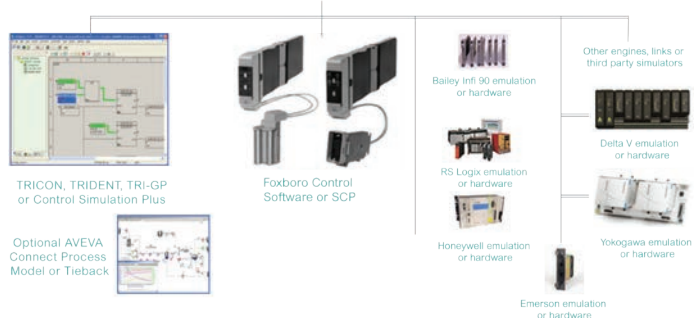 TRICON, TRIDENT, TRI-GP
or Control Simulation Plus
Optional AVEVA
Connect Process
Model or Tieback
Foxboro Control
Software or SCP
Bailey Infi 90 emulation
or hardware
RS Logix emulation
or hardware
Honeywell emulation
or hardware
Other engines, links or
third party simulators
Delta V emulation
or hardware
Yokogawa emulation
or hardware
Emerson emulation
or hardware